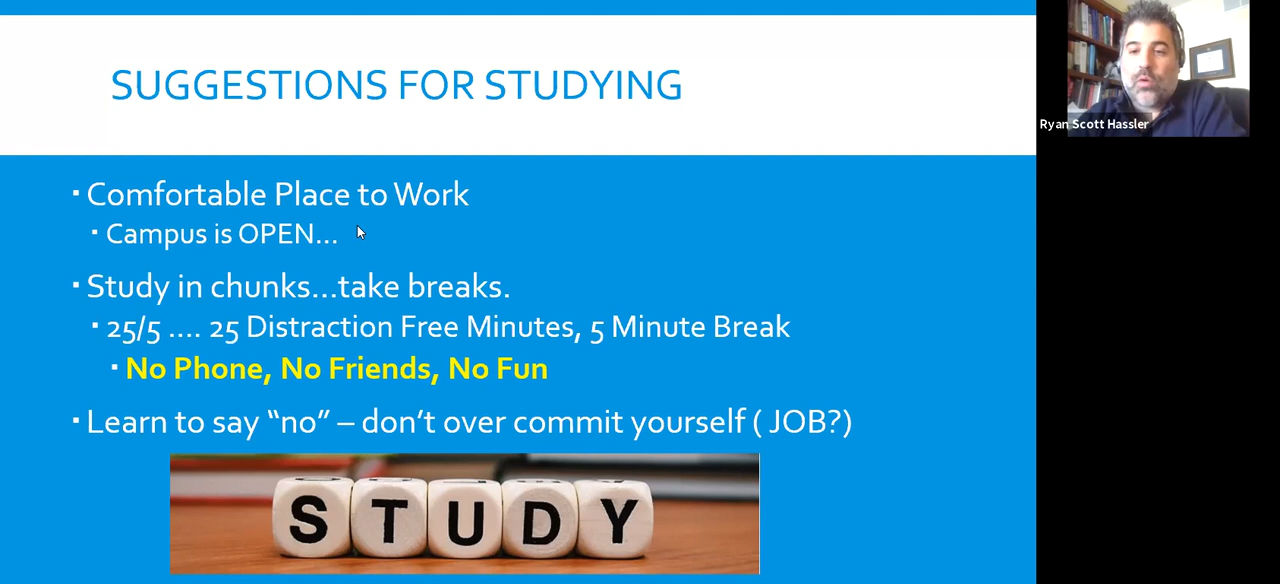 SUGGESTIONS FOR STUDYING
Ryan Scott Hassler
▪ Comfortable Place to Work
▪ Campus is OPEN...
▪ Study in chunks...take breaks.
▪ 25/5 .... 25 Distraction Free Minutes, 5 Minute Break
▪ No Phone, No Friends, No Fun
▪ Learn to say “no” – don’t over commit yourself ( JOB?)
STUDY